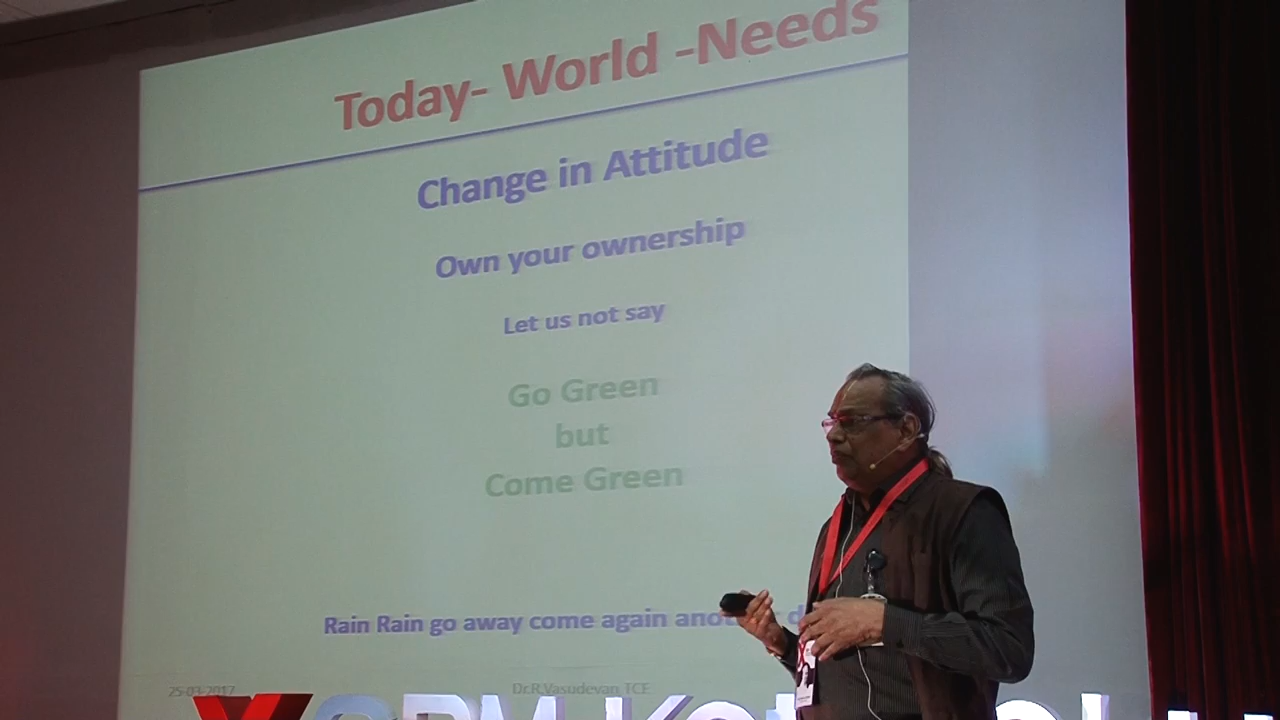 Today- World -Needs
Change in Attitude
Own your ownership
Let us not say
Go Green
but
Come Green
Rain Rain go away come again
25-03-2017
Dr.R.Vasudevan TCE